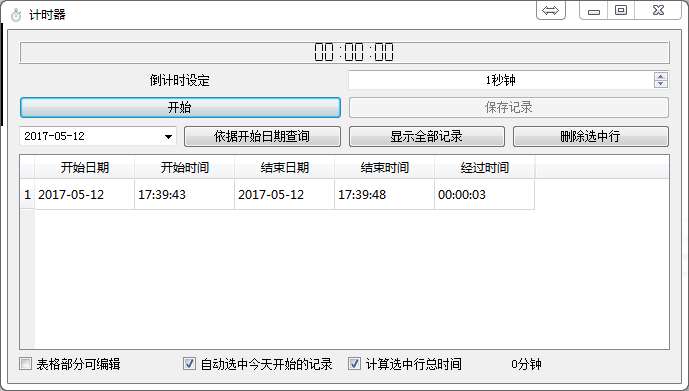 计时器
00:00:00
倒计时设定 1秒钟
开始 保存记录
2017-05-12 依据开始日期查询 显示全部记录 删除选中行
开始日期 开始时间 结束日期 结束时间 经过时间
1 2017-05-12 17:39:43 2017-05-12 17:39:48 00:00:03
表格部分可编辑 自动选中今天开始的记录 计算选中行总时间 0分钟